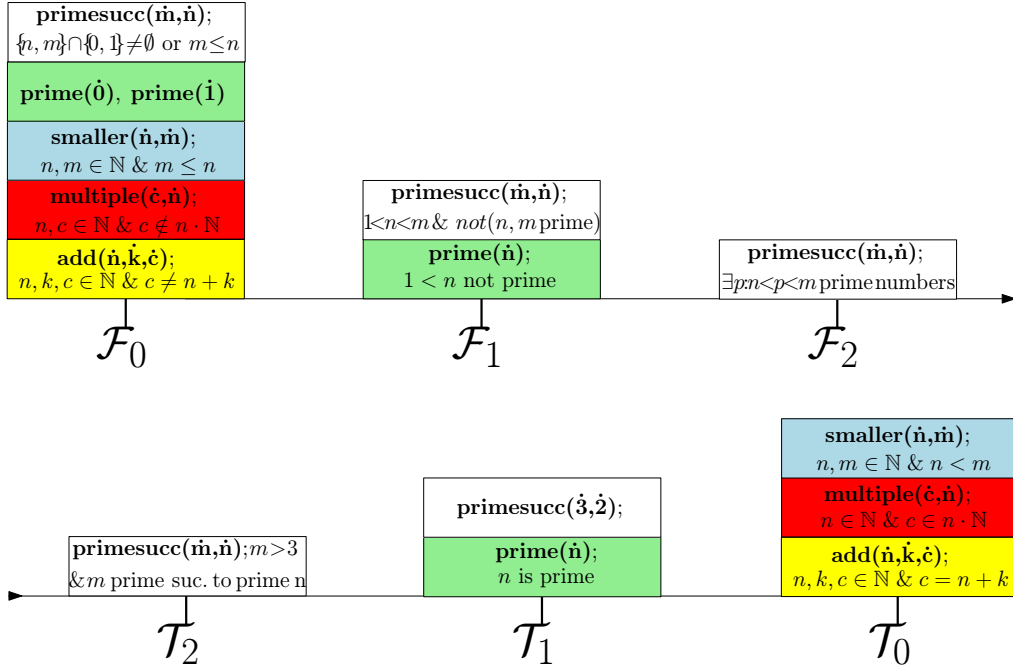 primesucc(ṁ,ṅ);
{n,m}∩{0,1}≠∅ or m≤n
prime(0̇), prime(1̇)
smaller(ṅ,ṁ);
n, m ∈ ℕ & m ≤ n
multiple(ċ,ṅ);
n, c ∈ ℕ & c ∉ n · ℕ
add(ṅ,k̇,ċ);
n, k, c ∈ ℕ & c ≠ n + k
primesucc(ṁ,ṅ);
1<n<m & not(n, m prime)
prime(ṅ);
1 < n not prime
primesucc(ṁ,ṅ);
∃p:n<p<m prime numbers
ℱ₀
ℱ₁
ℱ₂
smaller(ṅ,ṁ);
n, m ∈ ℕ & n < m
multiple(ċ,ṅ);
n ∈ ℕ & c ∈ n · ℕ
add(ṅ,k̇,ċ);
n, k, c ∈ ℕ & c = n + k
primesucc(3̇,2̇);
prime(ṅ);
n is prime
primesucc(ṁ,ṅ);m>3
&m prime suc. to prime n
𝒯₂
𝒯₁
𝒯₀